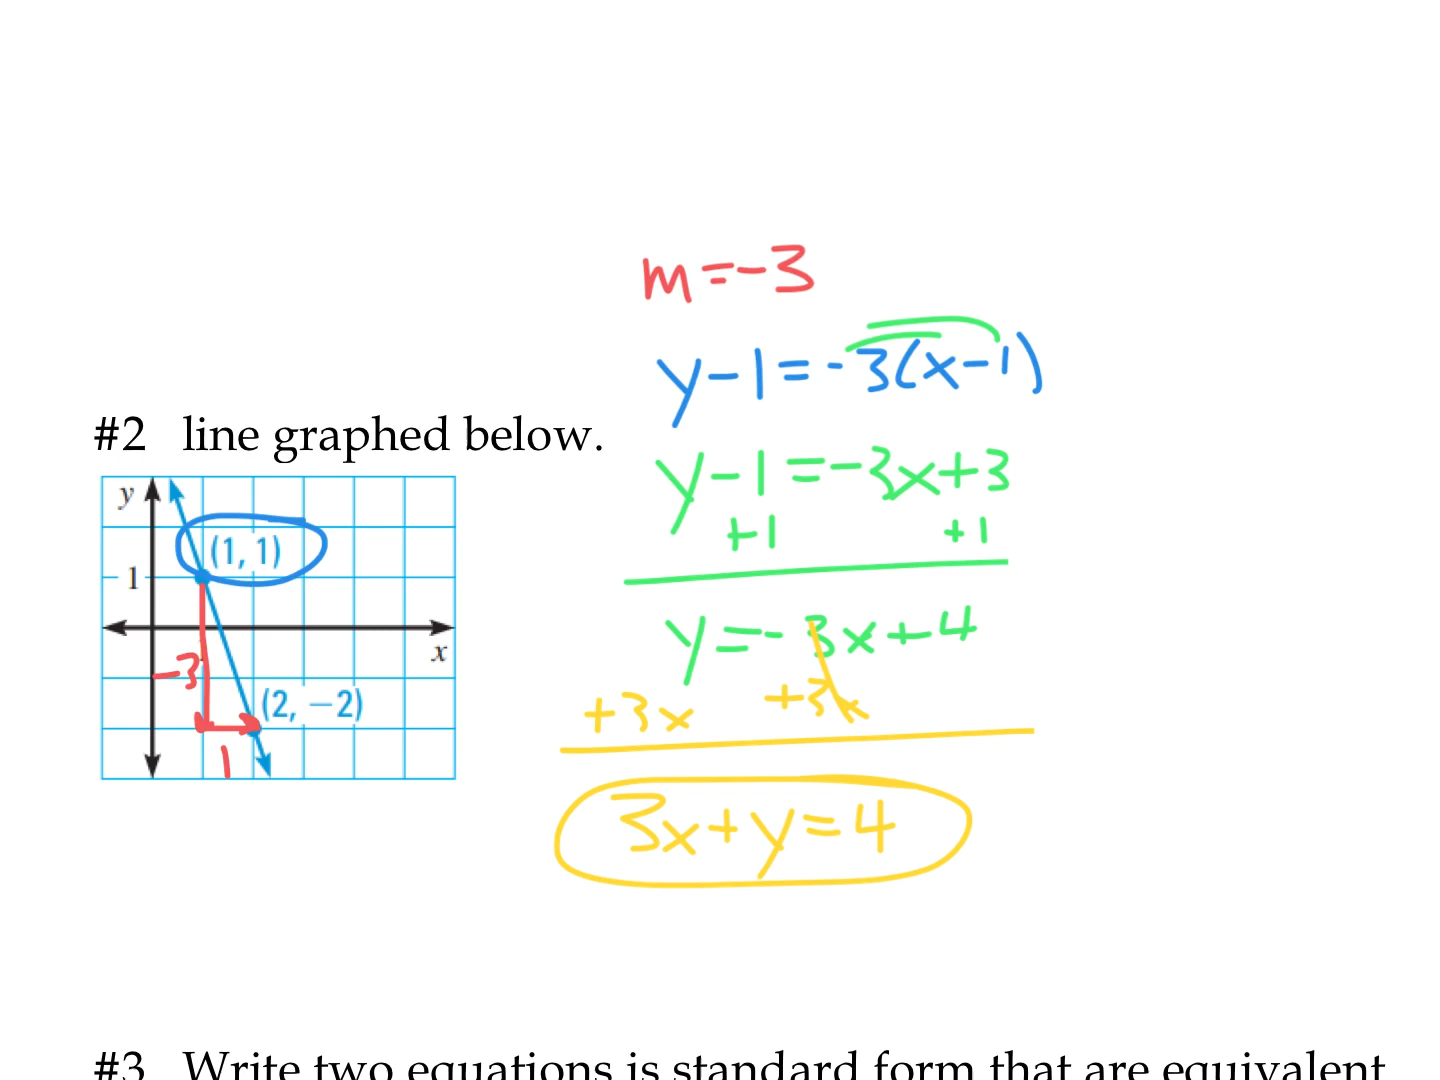 m=-3
y-1=-3(x-1)
#2 line graphed below.
y-1=-3x+3
+1 +1
y=-3x+4
+3x +3x
3x+y=4
y
(1, 1)
1
x
-3
(2, −2)
1
#3 Write two equations is standard form that are equivalent